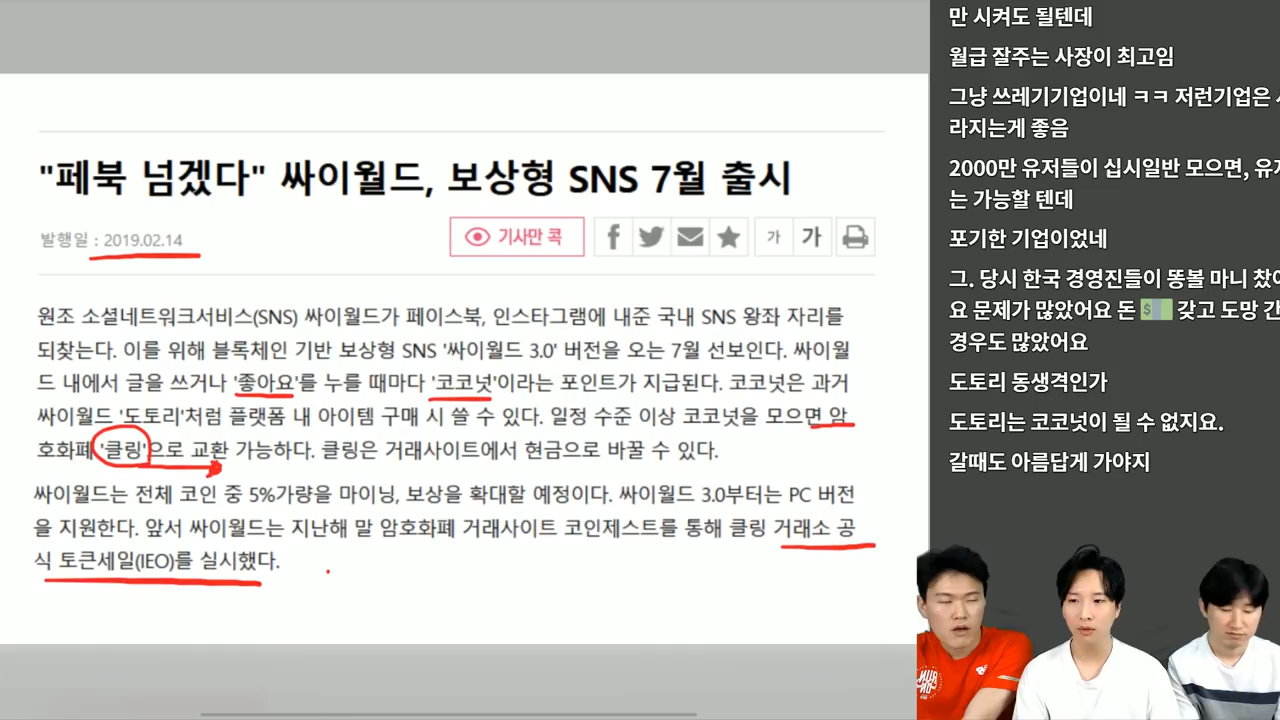 "페북 넘겠다" 싸이월드, 보상형 SNS 7월 출시
발행일 : 2019.02.14
기사만 콕
가 가
원조 소셜네트워크서비스(SNS) 싸이월드가 페이스북, 인스타그램에 내준 국내 SNS 왕좌 자리를
되찾는다. 이를 위해 블록체인 기반 보상형 SNS '싸이월드 3.0' 버전을 오는 7월 선보인다. 싸이월
드 내에서 글을 쓰거나 '좋아요'를 누를 때마다 '코코넛'이라는 포인트가 지급된다. 코코넛은 과거
싸이월드 '도토리'처럼 플랫폼 내 아이템 구매 시 쓸 수 있다. 일정 수준 이상 코코넛을 모으면 암
호화폐 '클링'으로 교환 가능하다. 클링은 거래사이트에서 현금으로 바꿀 수 있다.
싸이월드는 전체 코인 중 5%가량을 마이닝, 보상을 확대할 예정이다. 싸이월드 3.0부터는 PC 버전
을 지원한다. 앞서 싸이월드는 지난해 말 암호화폐 거래사이트 코인제스트를 통해 클링 거래소 공
식 토큰세일(IEO)를 실시했다.
만 시켜도 될텐데
월급 잘주는 사장이 최고임
그냥 쓰레기기업이네 ㅋㅋ 저런기업은
라지는게 좋음
2000만 유저들이 십시일반 모으면,
는 가능할 텐데
포기한 기업이었네
그. 당시 한국 경영진들이 똥볼 마니
요 문제가 많았어요 돈 💵 갖고 도망 간
경우도 많았어요
도토리 동생격인가
도토리는 코코넛이 될 수 없지요.
갈때도 아름답게 가야지